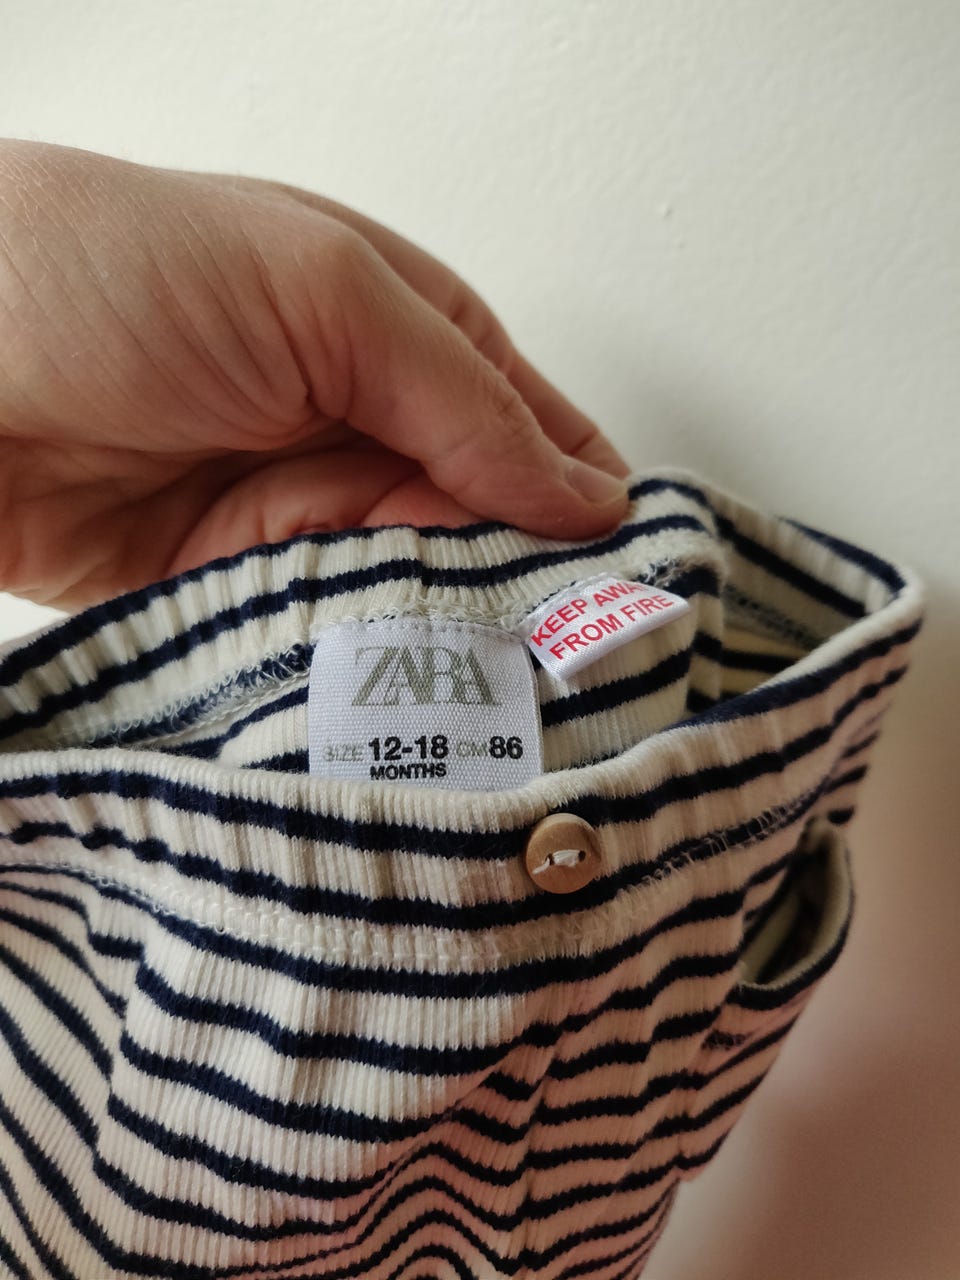 ZARA
SIZE 12-18 CM 86
MONTHS
KEEP AWAY
FROM FIRE